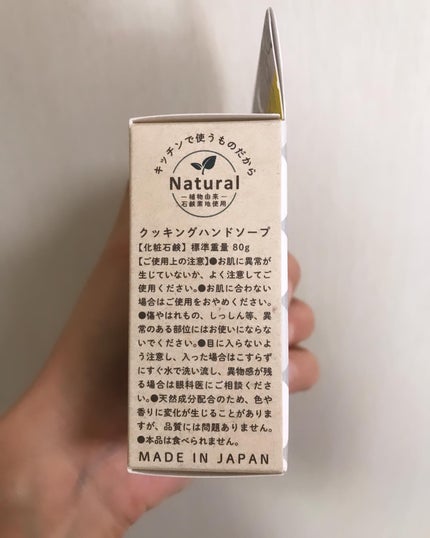 キッチンで使うものだから
Natural
植物由来
石鹸素地使用
クッキングハンドソープ
【化粧石鹸】標準重量 80g
【ご使用上の注意】●お肌に異常が
生じていないか、よく注意してご
使用ください。●お肌に合わない
場合はご使用をおやめください。
●傷やはれもの、しっしん等、異
常のある部位にはお使いにならな
いでください。●目に入らないよ
う注意し、入った場合はこすらず
にすぐ水で洗い流し、異物感が残
る場合は眼科医にご相談くださ
い。●天然成分配合のため、色や
香りに変化が生じることがありま
すが、品質には問題ありません。
●本品は食べられません。
MADE IN JAPAN